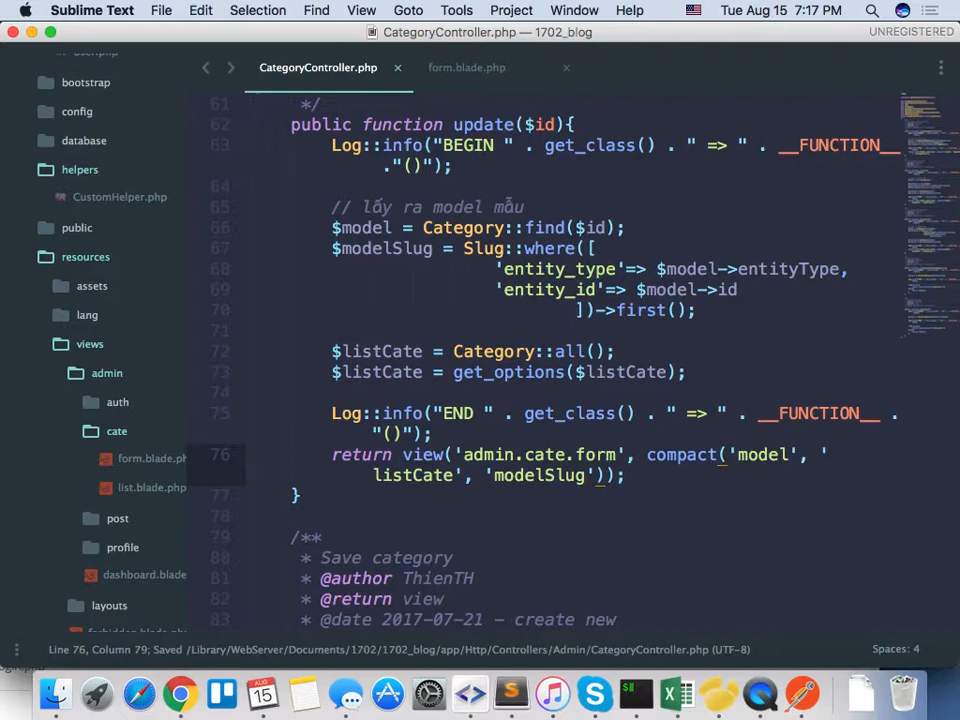 Sublime Text File Edit Selection Find View Goto Tools Project Window Help Tue Aug 15 7:17 PM
CategoryController.php — 1702_blog UNREGISTERED
bootstrap
config
database
helpers
CustomHelper.php
public
resources
assets
lang
views
admin
auth
cate
form.blade.ph
list.blade.php
post
profile
dashboard.blade
layouts
CategoryController.php × form.blade.php ×
61 */
62 public function update($id){
63 Log::info("BEGIN " . get_class() . " => " . __FUNCTION__
."()");
64
65 // lấy ra model mẫu
66 $model = Category::find($id);
67 $modelSlug = Slug::where([
68 'entity_type'=> $model->entityType,
69 'entity_id'=> $model->id
70 ])->first();
71
72 $listCate = Category::all();
73 $listCate = get_options($listCate);
74
75 Log::info("END " . get_class() . " => " . __FUNCTION__ .
"()");
76 return view('admin.cate.form', compact('model', '
listCate', 'modelSlug'));
77 }
78
79 /**
80 * Save category
81 * @author ThienTH
82 * @return view
83 * @date 2017-07-21 - create new
Line 76, Column 79; Saved /Library/WebServer/Documents/1702/1702_blog/app/Http/Controllers/Admin/CategoryController.php (UTF-8) Spaces: 4
AUG
15